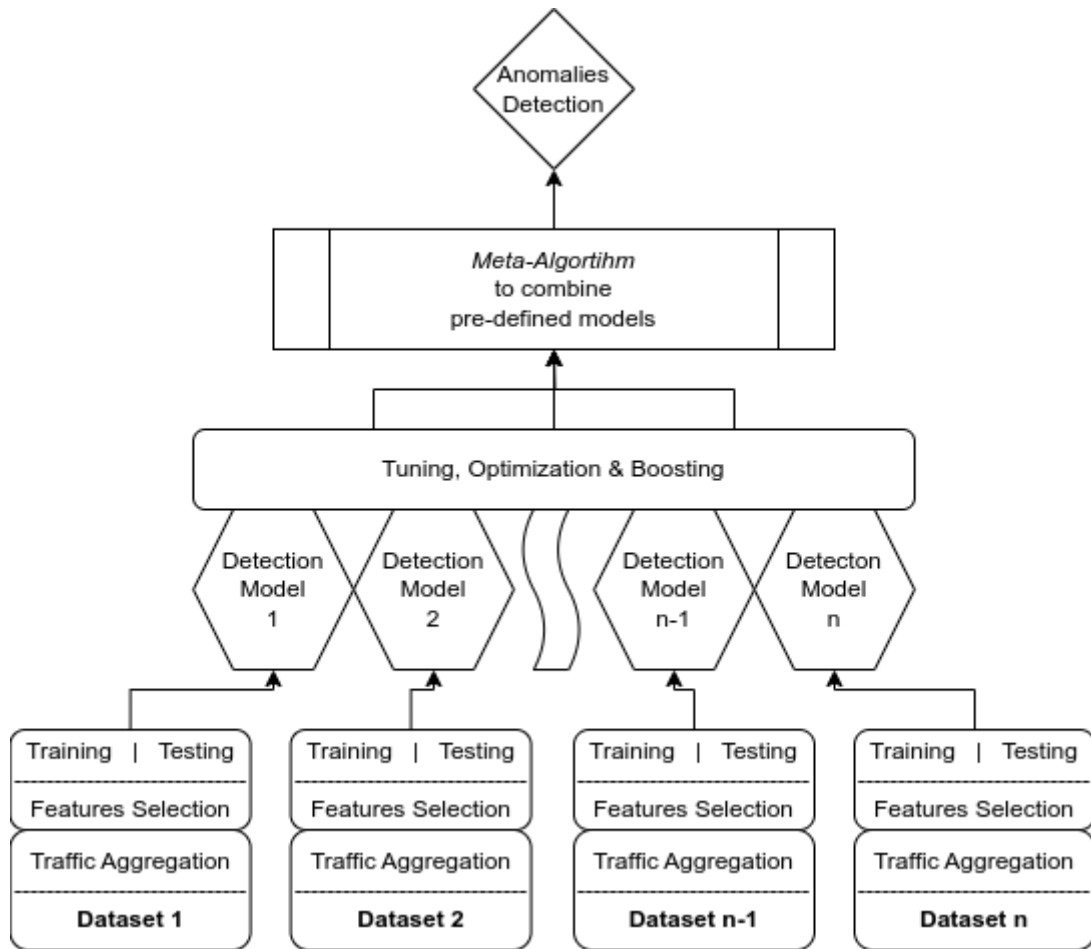 Anomalies
Detection
Meta-Algortihm
to combine
pre-defined models
Tuning, Optimization & Boosting
Detection
Model
1
Detection
Model
2
Detection
Model
n-1
Detecton
Model
n
Training | Testing
Features Selection
Traffic Aggregation
Dataset 1
Training | Testing
Features Selection
Traffic Aggregation
Dataset 2
Training | Testing
Features Selection
Traffic Aggregation
Dataset n-1
Training | Testing
Features Selection
Traffic Aggregation
Dataset n